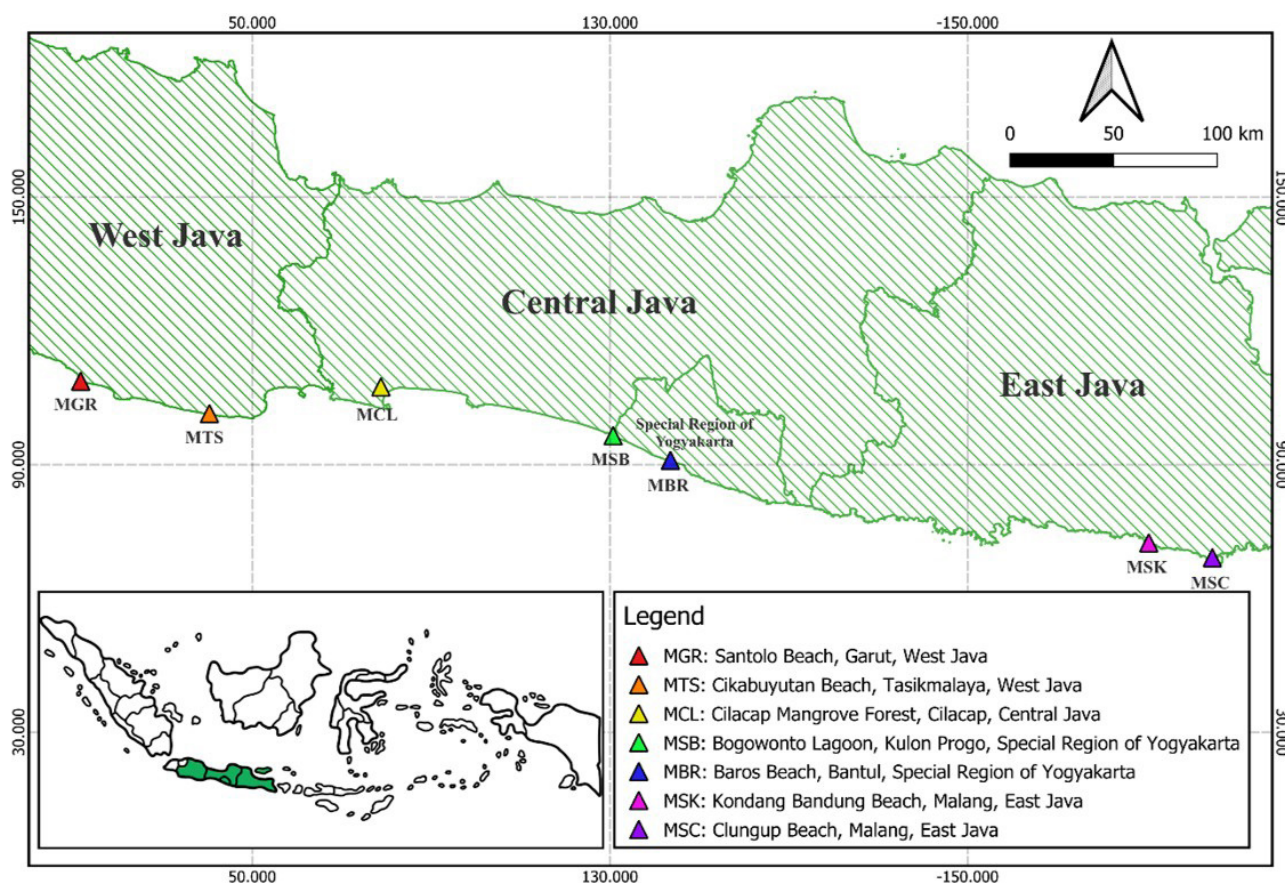 50.000
130.000
-150.000
0
50
100 km
150.000
150.000
West Java
Central Java
East Java
MGR
MTS
MCL
Special Region of
Yogyakarta
MSB
MBR
90.000
90.000
MSK
MSC
Legend
MGR: Santolo Beach, Garut, West Java
MTS: Cikabuyutan Beach, Tasikmalaya, West Java
MCL: Cilacap Mangrove Forest, Cilacap, Central Java
MSB: Bogowonto Lagoon, Kulon Progo, Special Region of Yogyakarta
MBR: Baros Beach, Bantul, Special Region of Yogyakarta
MSK: Kondang Bandung Beach, Malang, East Java
MSC: Clungup Beach, Malang, East Java
30.000
30.000
50.000
130.000
-150.000